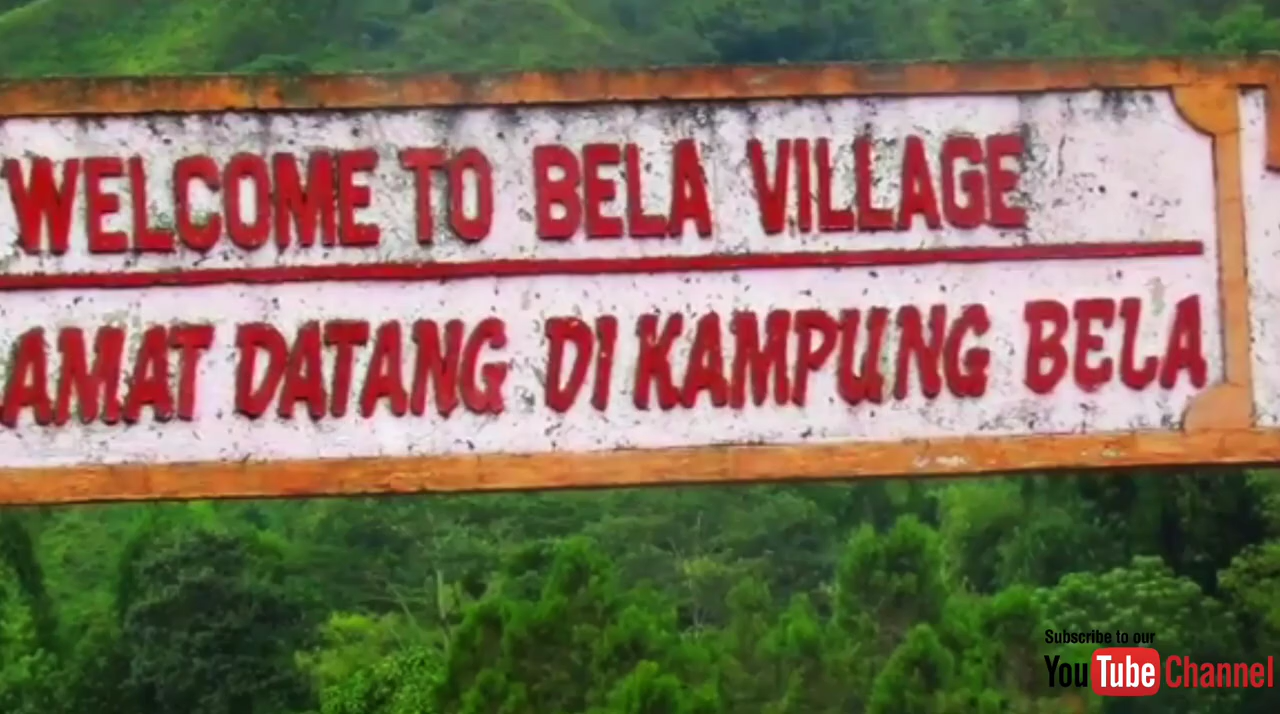 WELCOME TO BELA VILLAGE
AMAT DATANG DI KAMPUNG BELA
Subscribe to our
YouTube Channel